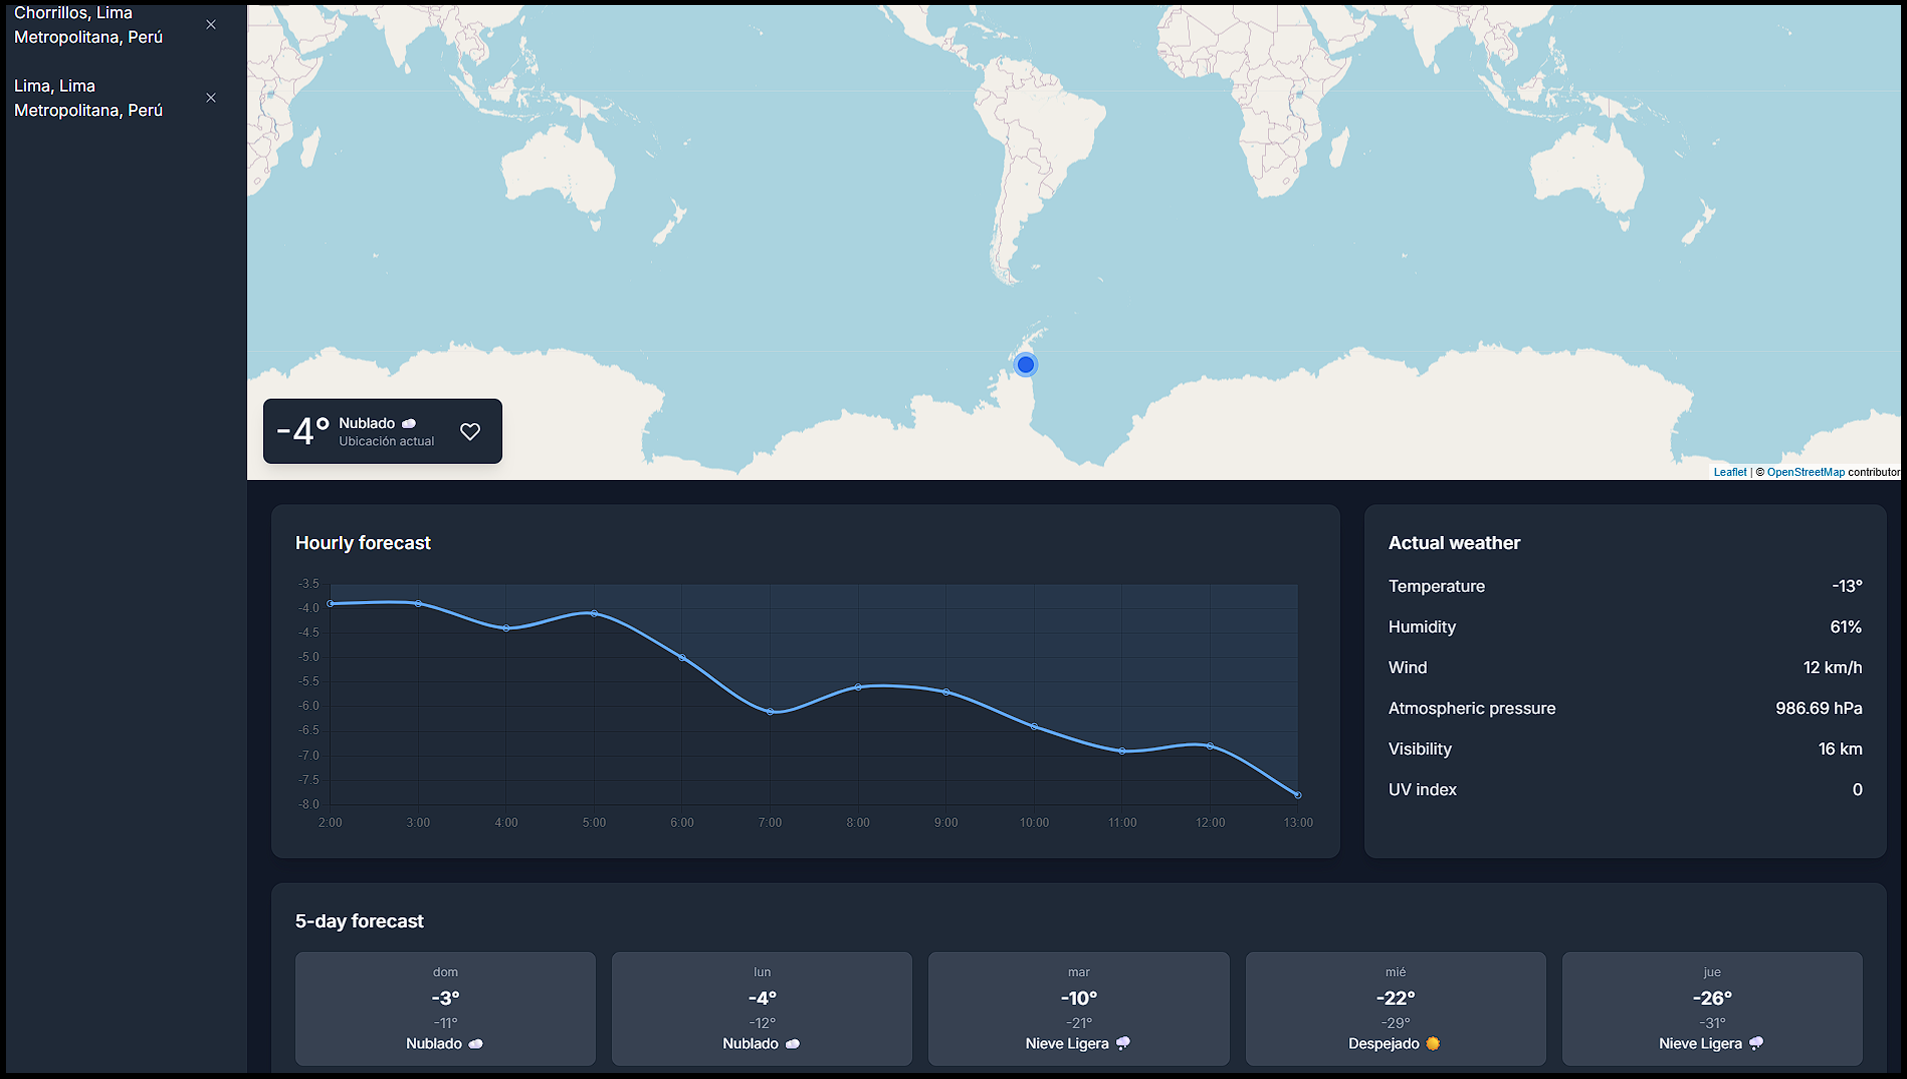 Chorrillos, Lima
Metropolitana, Perú
Lima, Lima
Metropolitana, Perú
-4°
Nublado
Ubicación actual
Leaflet | © OpenStreetMap contributor
Hourly forecast
-3.5
-4.0
-4.5
-5.0
-5.5
-6.0
-6.5
-7.0
-7.5
-8.0
2:00 3:00 4:00 5:00 6:00 7:00 8:00 9:00 10:00 11:00 12:00 13:00
Actual weather
Temperature -13°
Humidity 61%
Wind 12 km/h
Atmospheric pressure 986.69 hPa
Visibility 16 km
UV index 0
5-day forecast
dom
-3°
-11°
Nublado
lun
-4°
-12°
Nublado
mar
-10°
-21°
Nieve Ligera
mié
-22°
-29°
Despejado
jue
-26°
-31°
Nieve Ligera